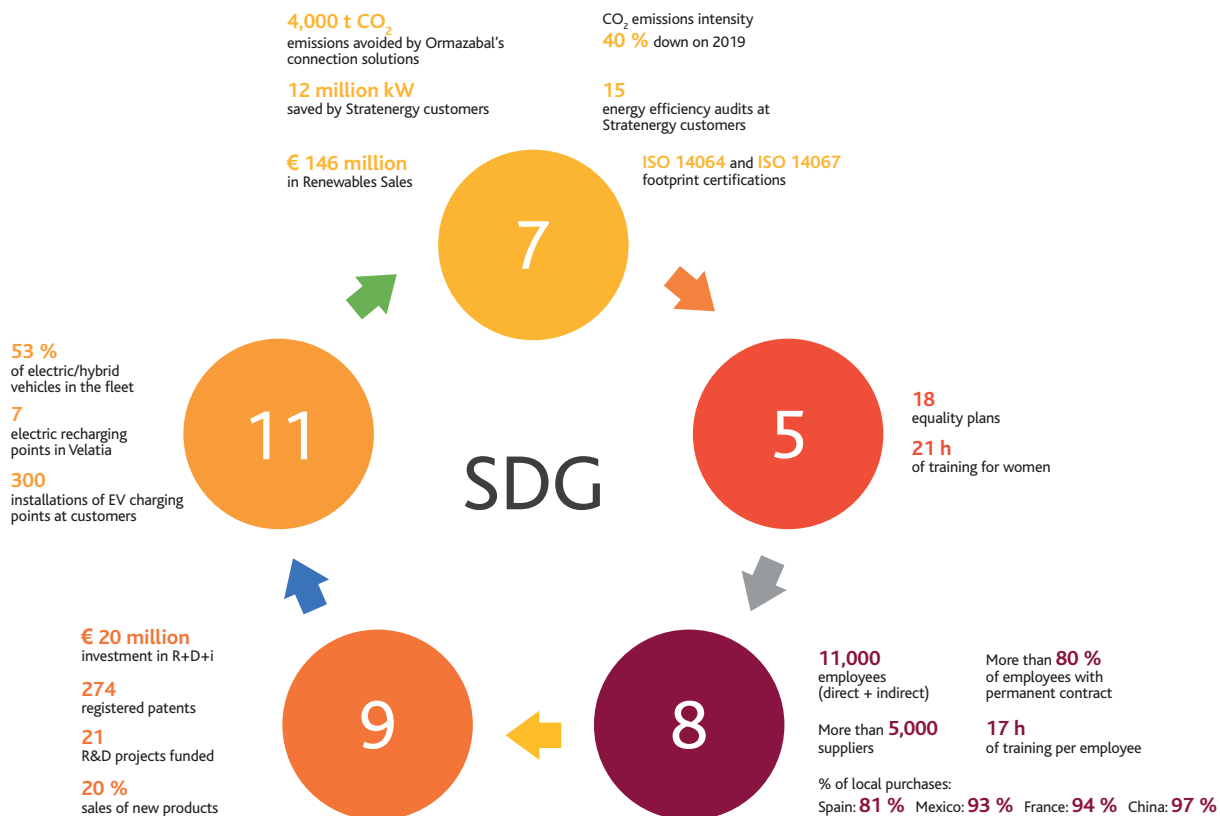 4,000 t CO₂
emissions avoided by Ormazabal's
connection solutions
12 million kW
saved by Stratenergy customers
€ 146 million
in Renewables Sales
CO₂ emissions intensity
40 % down on 2019
15
energy efficiency audits at
Stratenergy customers
ISO 14064 and ISO 14067
footprint certifications
7
53 %
of electric/hybrid
vehicles in the fleet
7
electric recharging
points in Velatia
300
installations of EV charging
points at customers
11
SDG
5
18
equality plans
21 h
of training for women
€ 20 million
investment in R+D+i
274
registered patents
21
R&D projects funded
20 %
sales of new products
9
8
11,000
employees
(direct + indirect)
More than 80 %
of employees with
permanent contract
More than 5,000
suppliers
17 h
of training per employee
% of local purchases:
Spain: 81 % Mexico: 93 % France: 94 % China: 97 %